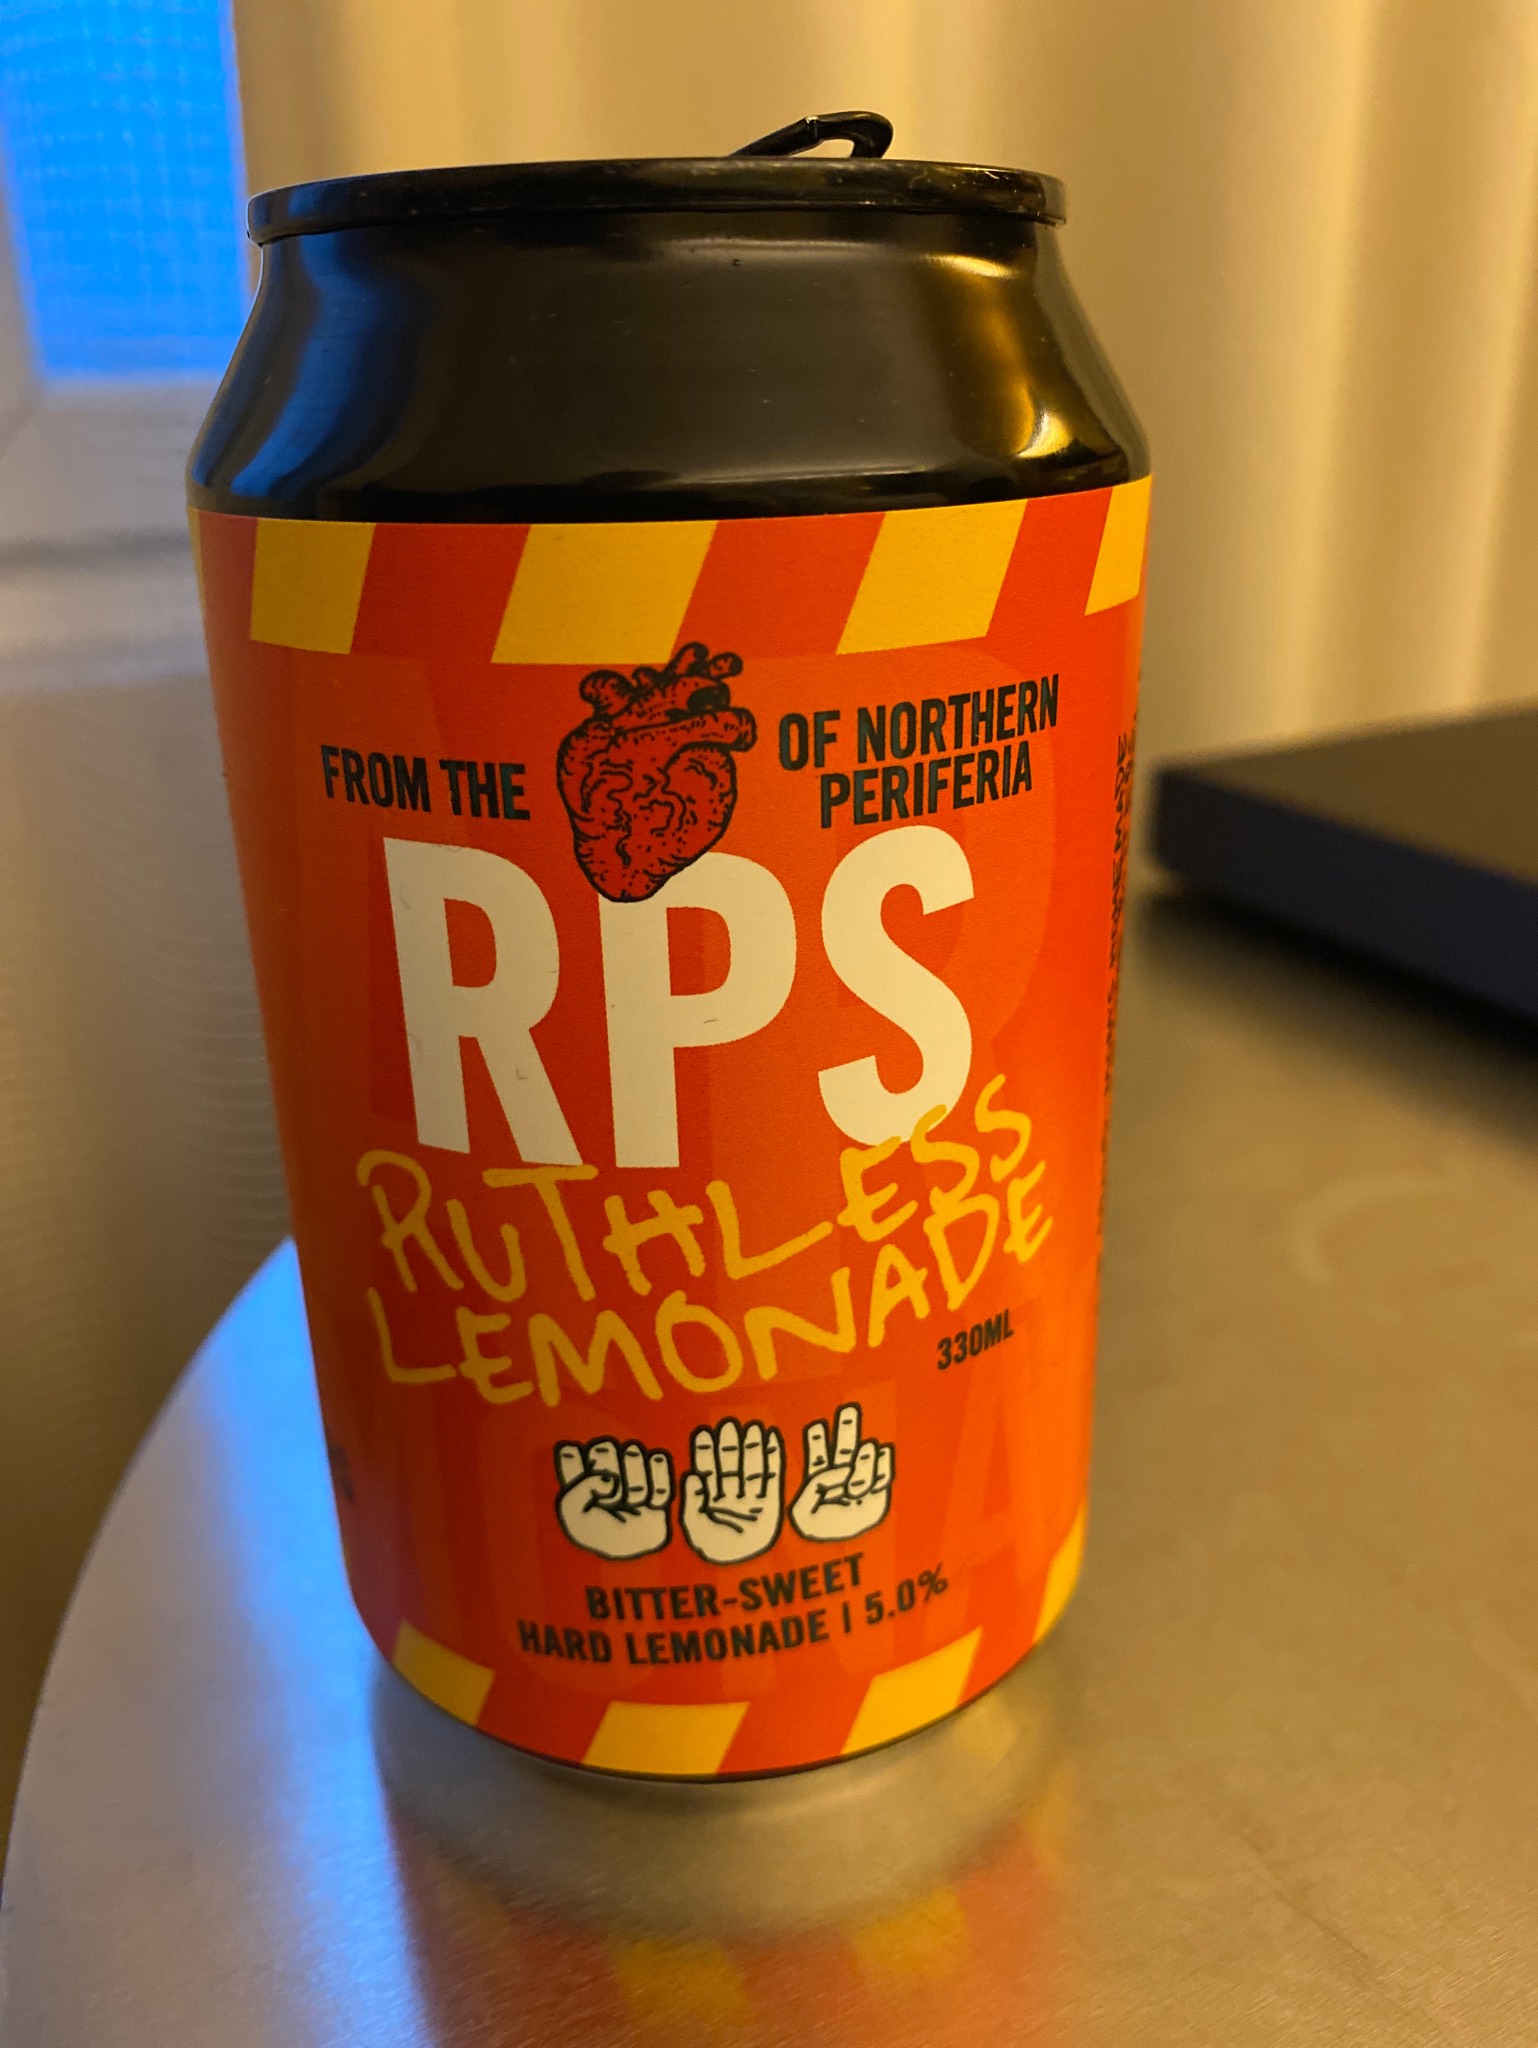 FROM THE
OF NORTHERN
PERIFERIA
RPS
RUTHLESS
LEMONADE
330ML
BITTER-SWEET
HARD LEMONADE | 5.0%